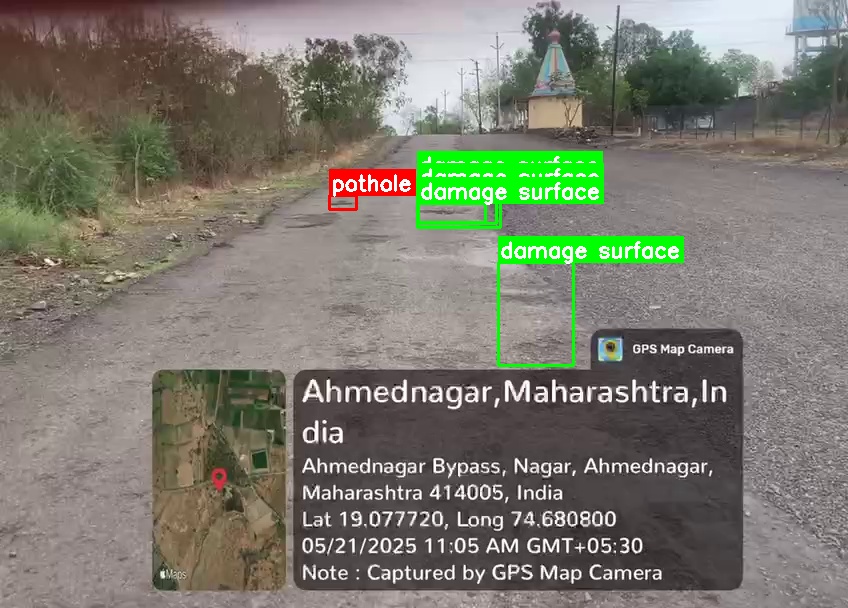 damage surface
damage surface
pothole
damage surface
damage surface
GPS Map Camera
Ahmednagar,Maharashtra,In
dia
Ahmednagar Bypass, Nagar, Ahmednagar,
Maharashtra 414005, India
Lat 19.077720, Long 74.680800
05/21/2025 11:05 AM GMT+05:30
Note : Captured by GPS Map Camera
Maps